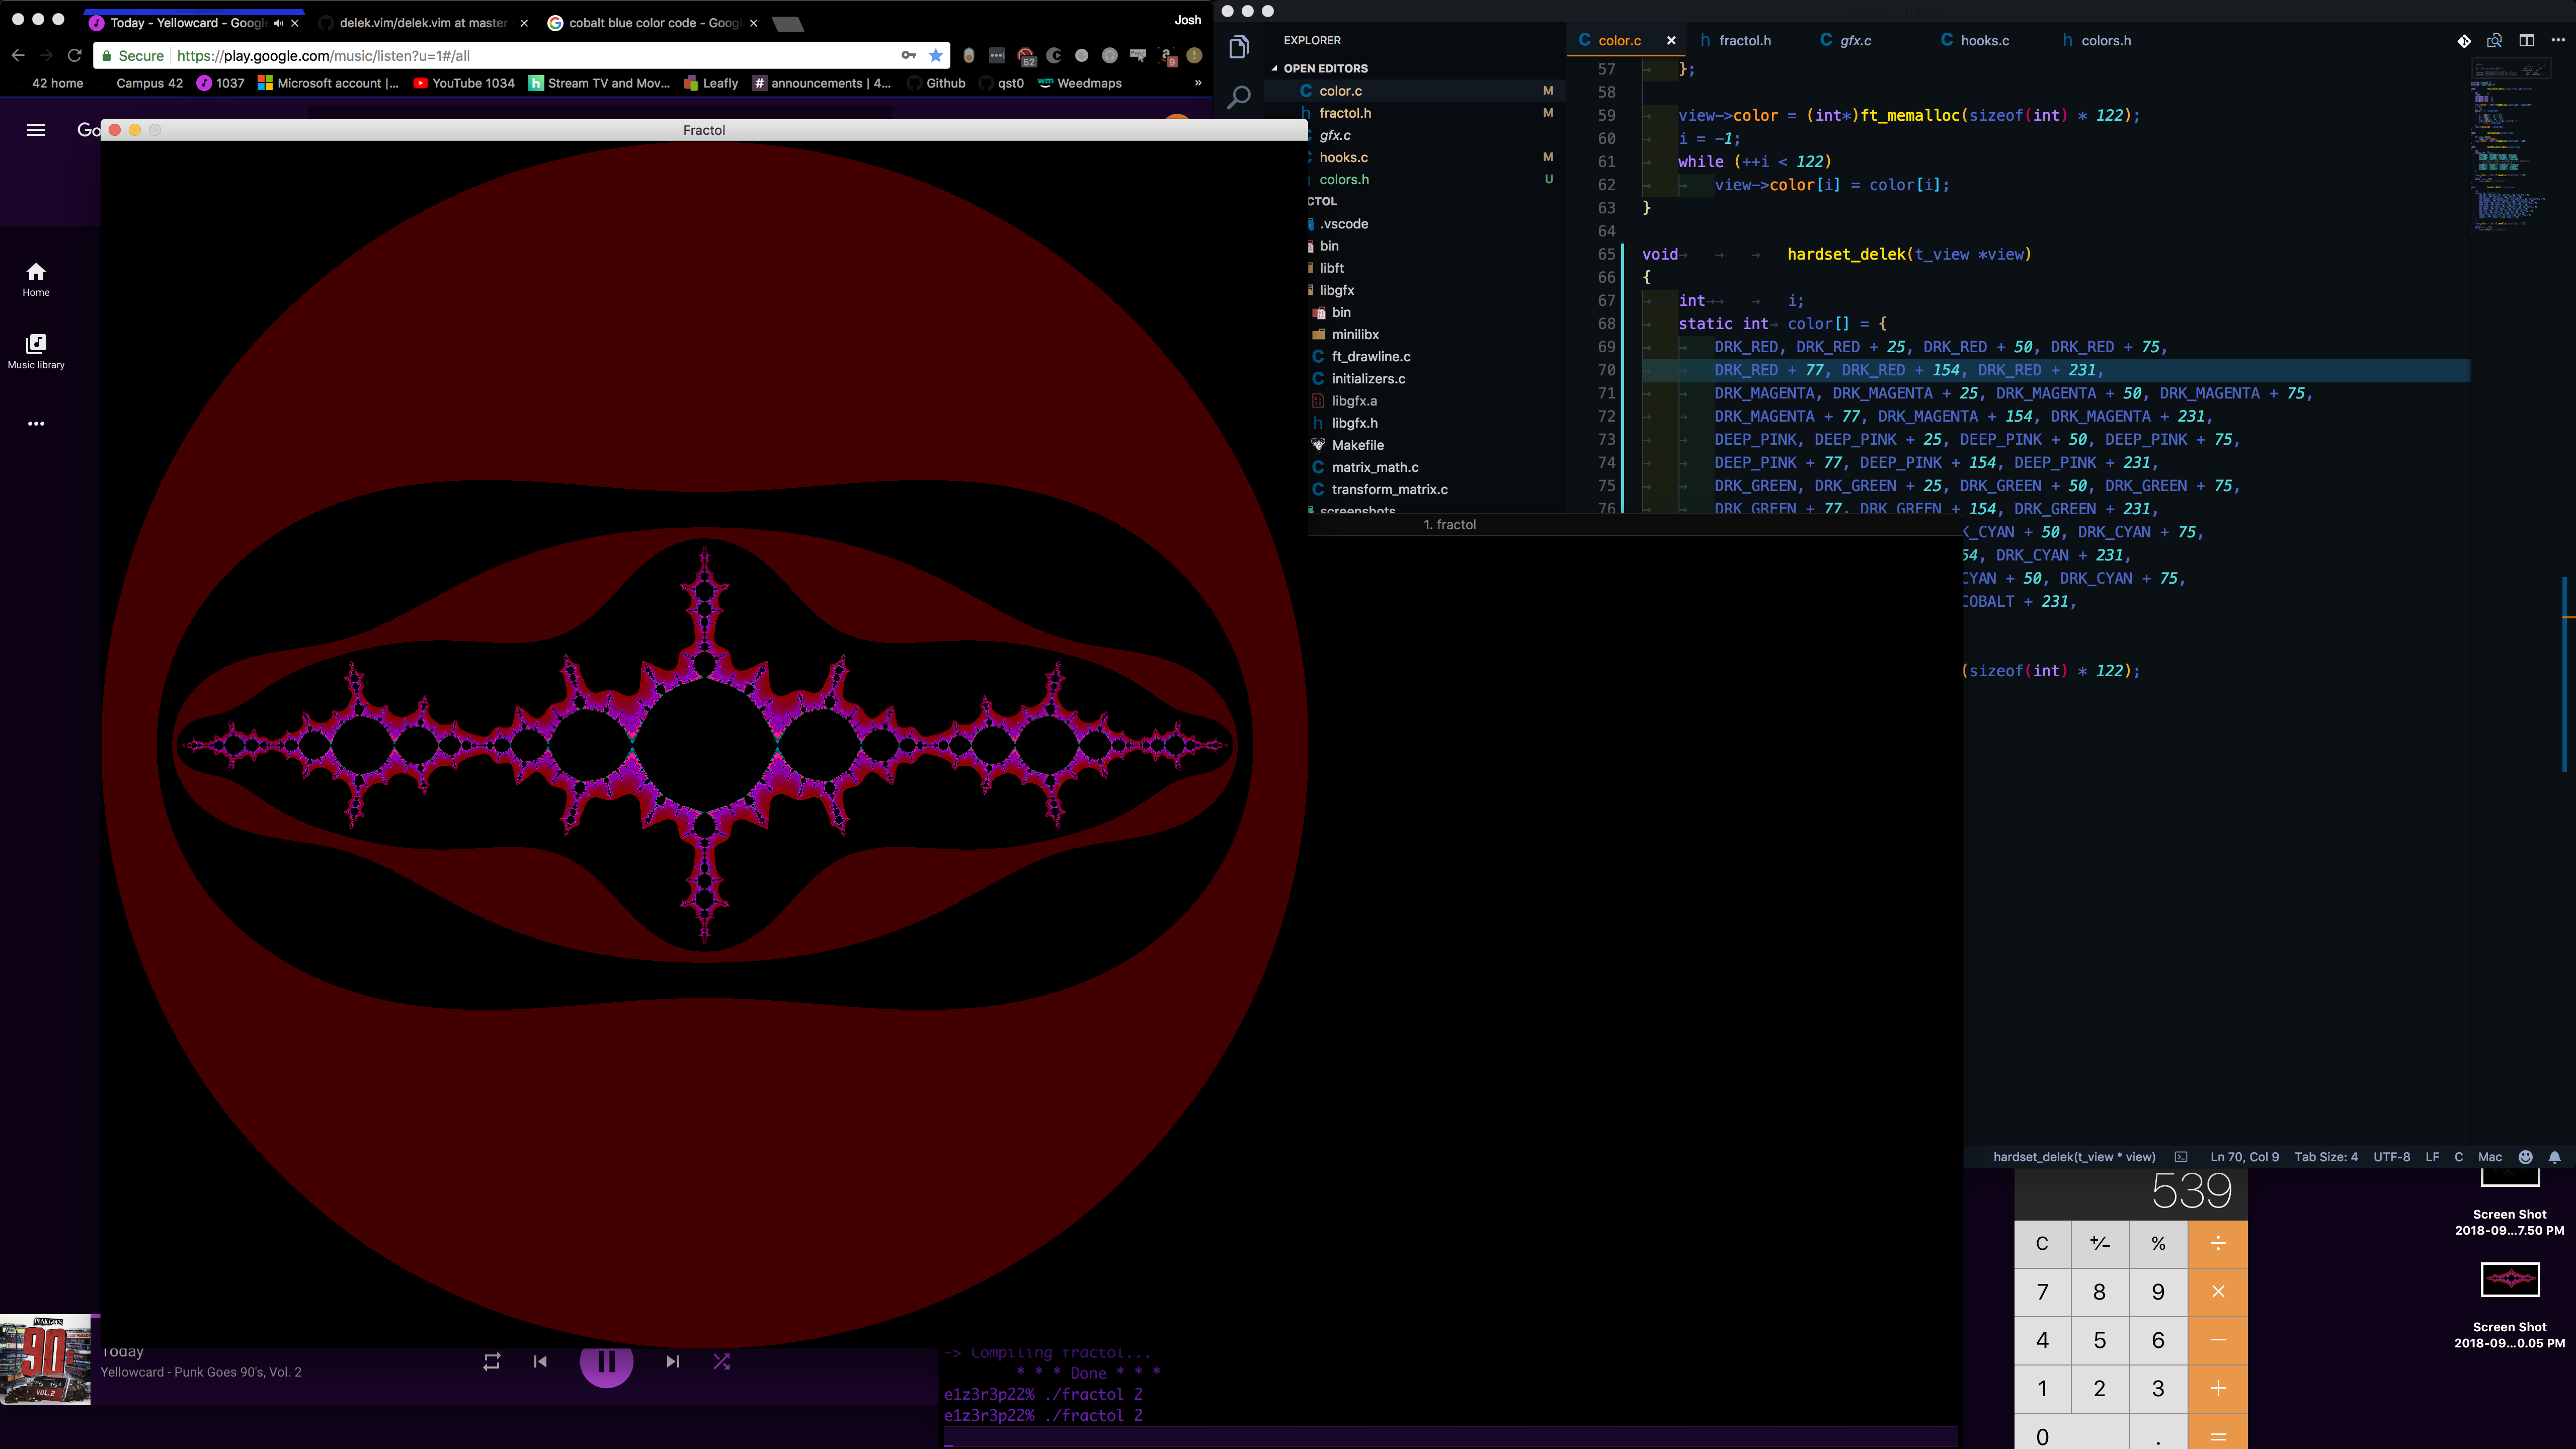 Today - Yellowcard - Google
delek.vim/delek.vim at master
cobalt blue color code - Goog
Josh
Secure
https://play.google.com/music/listen?u=1#/all
52
9
42 home
Campus 42
1037
Microsoft account |...
YouTube 1034
Stream TV and Mov...
Leafly
announcements | 4...
Github
qst0
Weedmaps
»
Go
Home
Music library
Fractol
EXPLORER
OPEN EDITORS
color.c M
fractol.h M
gfx.c
hooks.c M
colors.h U
CTOL
.vscode
bin
libft
libgfx
bin
minilibx
ft_drawline.c
initializers.c
libgfx.a
libgfx.h
Makefile
matrix_math.c
transform_matrix.c
screenshots
color.c
fractol.h
gfx.c
hooks.c
colors.h
57 };
58
59 view->color = (int*)ft_memalloc(sizeof(int) * 122);
60 i = -1;
61 while (++i < 122)
62 view->color[i] = color[i];
63 }
64
65 void hardset_delek(t_view *view)
66 {
67 int i;
68 static int color[] = {
69 DRK_RED, DRK_RED + 25, DRK_RED + 50, DRK_RED + 75,
70 DRK_RED + 77, DRK_RED + 154, DRK_RED + 231,
71 DRK_MAGENTA, DRK_MAGENTA + 25, DRK_MAGENTA + 50, DRK_MAGENTA + 75,
72 DRK_MAGENTA + 77, DRK_MAGENTA + 154, DRK_MAGENTA + 231,
73 DEEP_PINK, DEEP_PINK + 25, DEEP_PINK + 50, DEEP_PINK + 75,
74 DEEP_PINK + 77, DEEP_PINK + 154, DEEP_PINK + 231,
75 DRK_GREEN, DRK_GREEN + 25, DRK_GREEN + 50, DRK_GREEN + 75,
76 DRK_GREEN + 77, DRK_GREEN + 154, DRK_GREEN + 231,
K_CYAN + 50, DRK_CYAN + 75,
54, DRK_CYAN + 231,
CYAN + 50, DRK_CYAN + 75,
COBALT + 231,
(sizeof(int) * 122);
1. fractol
hardset_delek(t_view * view)
Ln 70, Col 9
Tab Size: 4
UTF-8
LF
C
Mac
539
C +/− % ÷
7 8 9 ×
4 5 6 −
1 2 3 +
0 . =
Screen Shot
2018-09...7.50 PM
Screen Shot
2018-09...0.05 PM
PUNK GOES
90s
VOL.2
Today
Yellowcard - Punk Goes 90's, Vol. 2
-> Compiling fractol...
* * * Done * * *
e1z3r3p22% ./fractol 2
e1z3r3p22% ./fractol 2